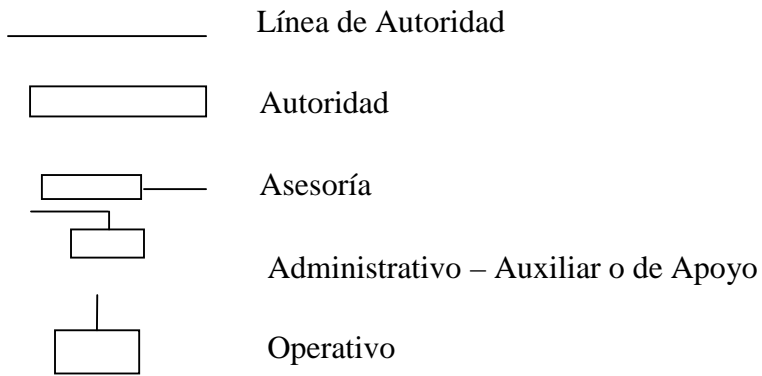 Línea de Autoridad
Autoridad
Asesoría
Administrativo – Auxiliar o de Apoyo
Operativo